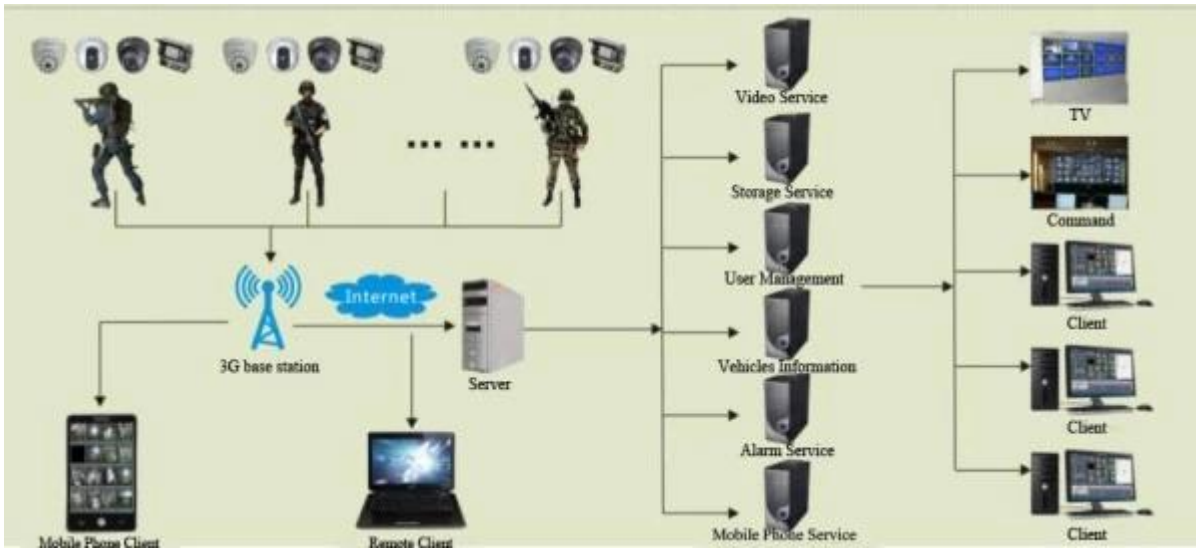 Video Service
TV
Storage Service
Command
User Management
Internet
Client
3G base station
Server
Vehicles Information
Client
Alarm Service
Mobile Phone Client
Remote Client
Mobile Phone Service
Client